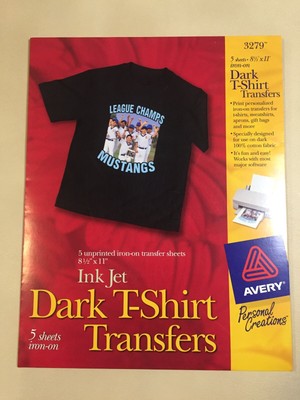 3279™
5 sheets • 8½ x 11
iron-on
Dark
T-Shirt
Transfers
• Print personalized
iron-on transfers for
t-shirts, sweatshirts,
aprons, gift bags
and more
• Specially designed
for use on dark
100% cotton fabric
• It's fun and easy!
Works with most
major software
LEAGUE CHAMPS
MUSTANGS
5 unprinted iron-on transfer sheets
8½" x 11"
Ink Jet
Dark T-Shirt
Transfers
5 sheets
iron-on
AVERY
Personal
Creations™